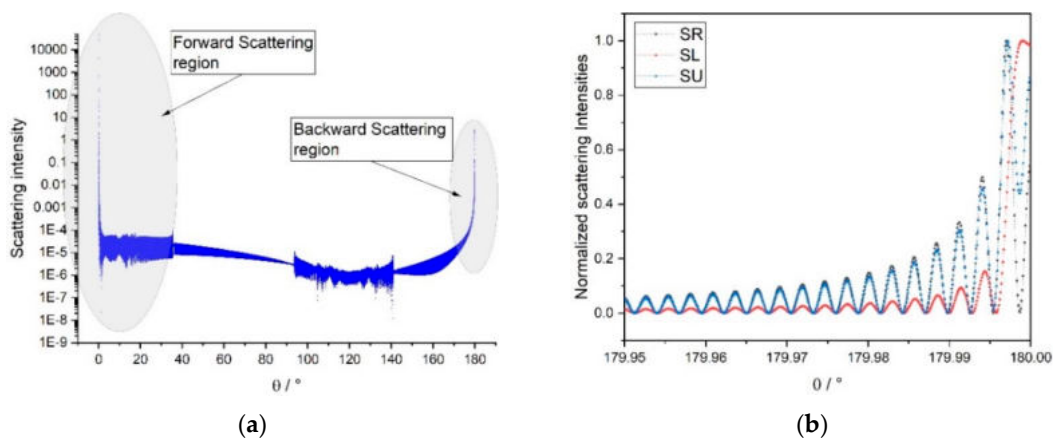 Forward Scattering
region
Backward Scattering
region
Scattering intensity
10000
1000
100
10
1
0.1
0.01
0.001
1E-4
1E-5
1E-6
1E-7
1E-8
1E-9
0 20 40 60 80 100 120 140 160 180
θ / °
(a)
SR
SL
SU
Normalized scattering Intensities
1.0
0.8
0.6
0.4
0.2
0.0
179.95 179.96 179.97 179.98 179.99 180.00
θ / °
(b)